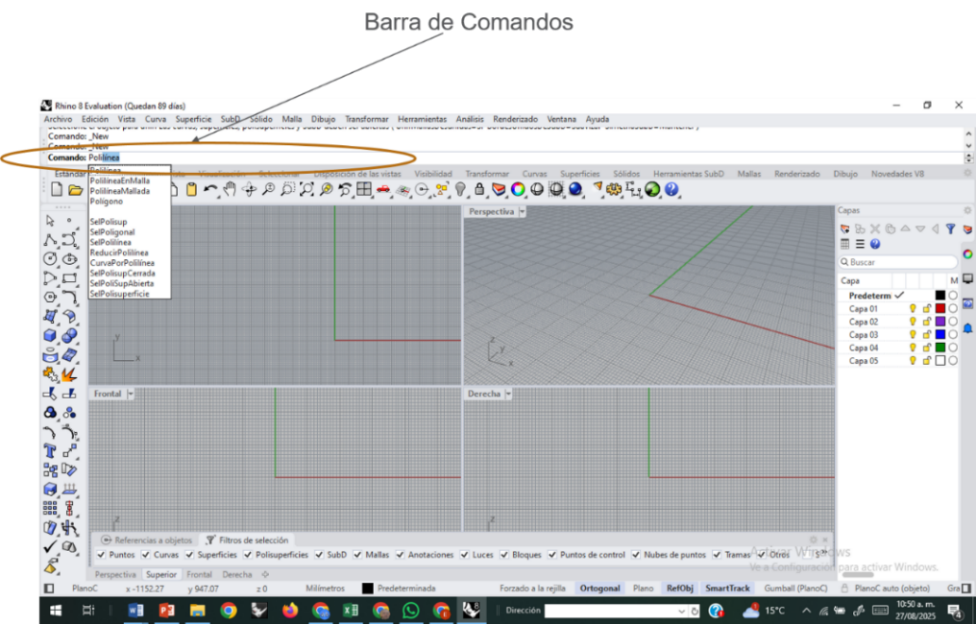 Barra de Comandos
Rhino 8 Evaluation (Quedan 89 días)
Archivo Edición Vista Curva Superficie SubD Sólido Malla Dibujo Transformar Herramientas Análisis Renderizado Ventana Ayuda
Comando: _New
Comando: _New
Comando: Polilínea
Polilínea
PolilíneaEnMalla
PolilíneaMallada
Polígono
SelPolisup
SelPoligonal
SelPolilínea
ReducirPolilínea
CurvaPorPolilínea
SelPolisupCerrada
SelPoliSupAbierta
SelPolisuperficie
Estándar Visualización Seleccionar Disposición de las vistas Visibilidad Transformar Curvas Superficies Sólidos Herramientas SubD Mallas Renderizado Dibujo Novedades V8
Perspectiva
Capas
Buscar
Capa M
Predeterm
Capa 01
Capa 02
Capa 03
Capa 04
Capa 05
y
x
z
y
x
Frontal
Derecha
z
z
Referencias a objetos Filtros de selección
Puntos Curvas Superficies Polisuperficies SubD Mallas Anotaciones Luces Bloques Puntos de control Nubes de puntos Tramas Otros
Activar Windows
Ve a Configuración para activar Windows.
Perspectiva Superior Frontal Derecha
PlanoC x -1152.27 y 947.07 z 0 Milímetros Predeterminada Forzado a la rejilla Ortogonal Plano RefObj SmartTrack Gumball (PlanoC) PlanoC auto (objeto) Gra
Dirección 15°C 10:50 a. m.
27/08/2025